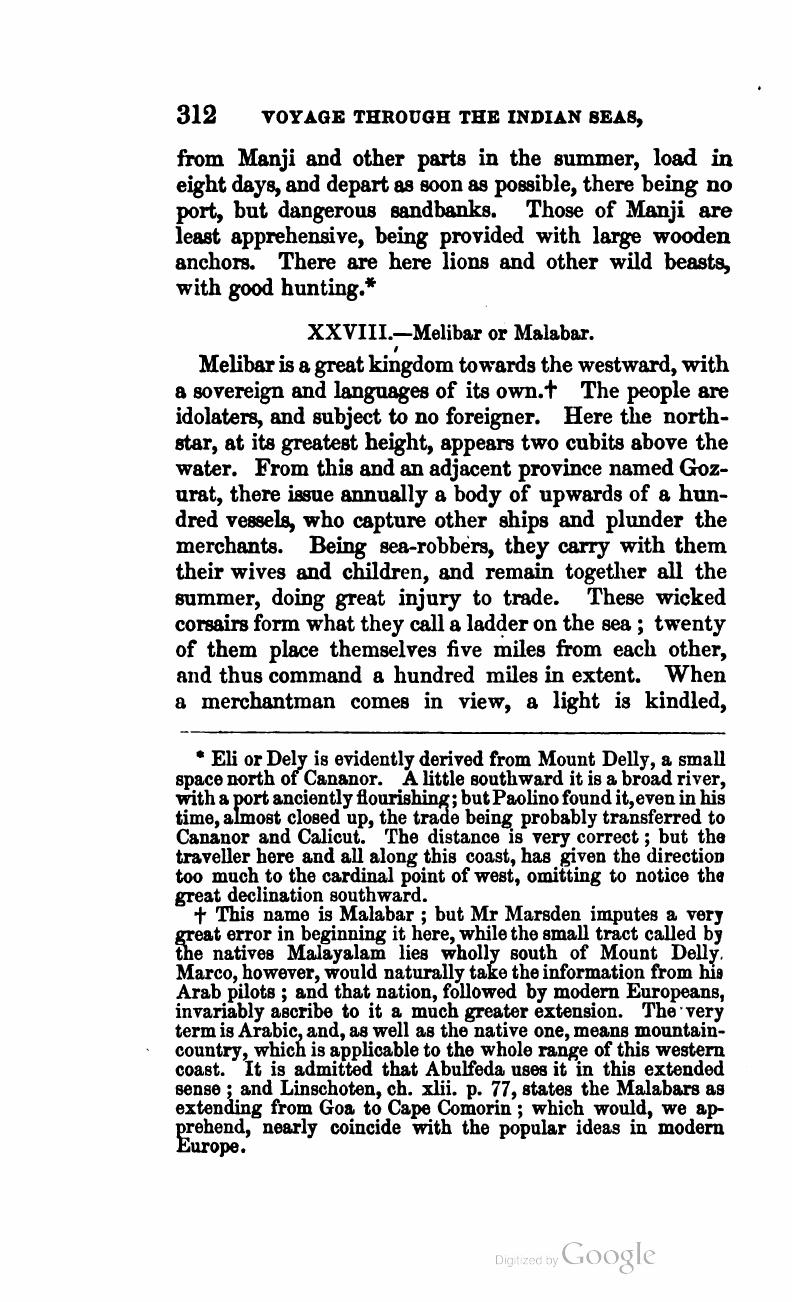 312 VOYAGE THROUGH THE INDIAN SEAS,
from Manji and other parts in the summer, load in
eight days, and depart as soon as possible, there being no
port, but dangerous sandbanks. Those of Manji are
least apprehensive, being provided with large wooden
anchors. There are here lions and other wild beasts,
with good hunting.*
XXVIII.—Melibar or Malabar.
Melibar is a great kingdom towards the westward, with
a sovereign and languages of its own.† The people are
idolaters, and subject to no foreigner. Here the north-
star, at its greatest height, appears two cubits above the
water. From this and an adjacent province named Goz-
urat, there issue annually a body of upwards of a hun-
dred vessels, who capture other ships and plunder the
merchants. Being sea-robbers, they carry with them
their wives and children, and remain together all the
summer, doing great injury to trade. These wicked
corsairs form what they call a ladder on the sea; twenty
of them place themselves five miles from each other,
and thus command a hundred miles in extent. When
a merchantman comes in view, a light is kindled,
* Eli or Dely is evidently derived from Mount Delly, a small
space north of Cananor. A little southward it is a broad river,
with a port anciently flourishing; but Paolino found it, even in his
time, almost closed up, the trade being probably transferred to
Cananor and Calicut. The distance is very correct; but the
traveller here and all along this coast, has given the direction
too much to the cardinal point of west, omitting to notice the
great declination southward.
† This name is Malabar; but Mr Marsden imputes a very
great error in beginning it here, while the small tract called by
the natives Malayalam lies wholly south of Mount Delly.
Marco, however, would naturally take the information from his
Arab pilots; and that nation, followed by modern Europeans,
invariably ascribe to it a much greater extension. The very
term is Arabic, and, as well as the native one, means mountain-
country, which is applicable to the whole range of this western
coast. It is admitted that Abulfeda uses it in this extended
sense; and Linschoten, ch. xlii. p. 77, states the Malabars as
extending from Goa to Cape Comorin; which would, we ap-
prehend, nearly coincide with the popular ideas in modern
Europe.
Digitized by Google